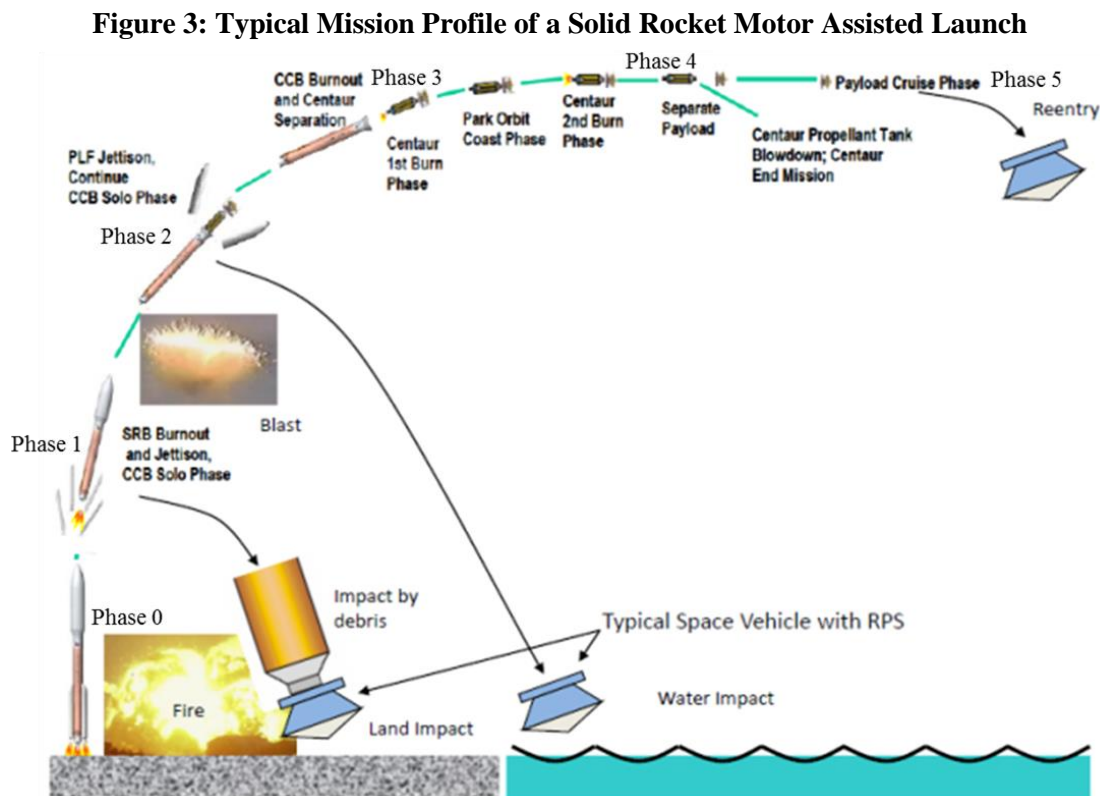 Figure 3: Typical Mission Profile of a Solid Rocket Motor Assisted Launch
CCB Burnout
and Centaur
Separation
Phase 3
Centaur
1st Burn
Phase
Park Orbit
Coast Phase
Centaur
2nd Burn
Phase
Phase 4
Separate
Payload
Payload Cruise Phase
Phase 5
Reentry
Centaur Propellant Tank
Blowdown; Centaur
End Mission
PLF Jettison,
Continue
CCB Solo Phase
Phase 2
Blast
Phase 1
SRB Burnout
and Jettison,
CCB Solo Phase
Phase 0
Fire
Impact by
debris
Land Impact
Typical Space Vehicle with RPS
Water Impact